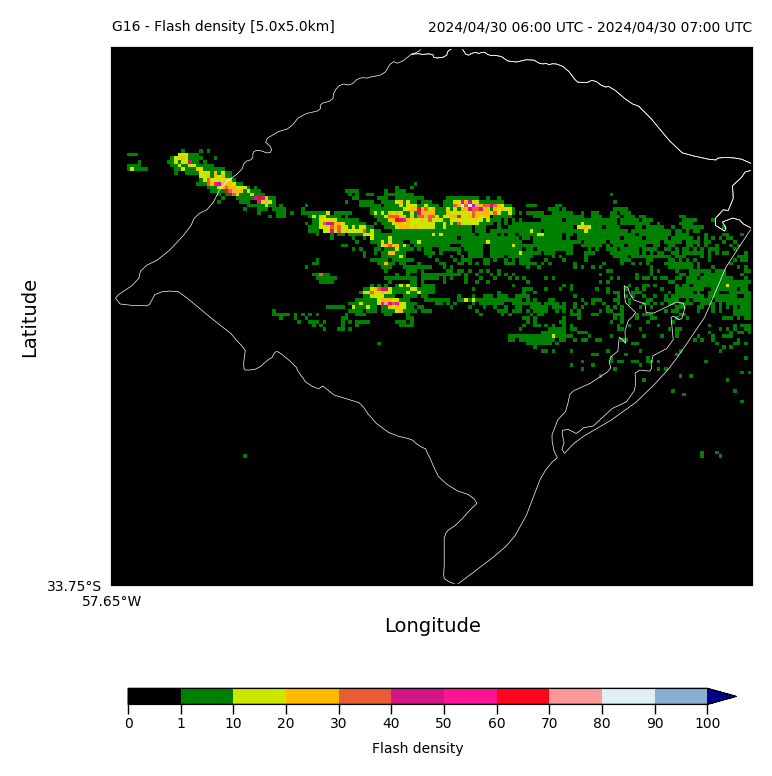 G16 - Flash density [5.0x5.0km] 2024/04/30 06:00 UTC - 2024/04/30 07:00 UTC
Latitude
33.75°S
57.65°W
Longitude
0 1 10 20 30 40 50 60 70 80 90 100
Flash density